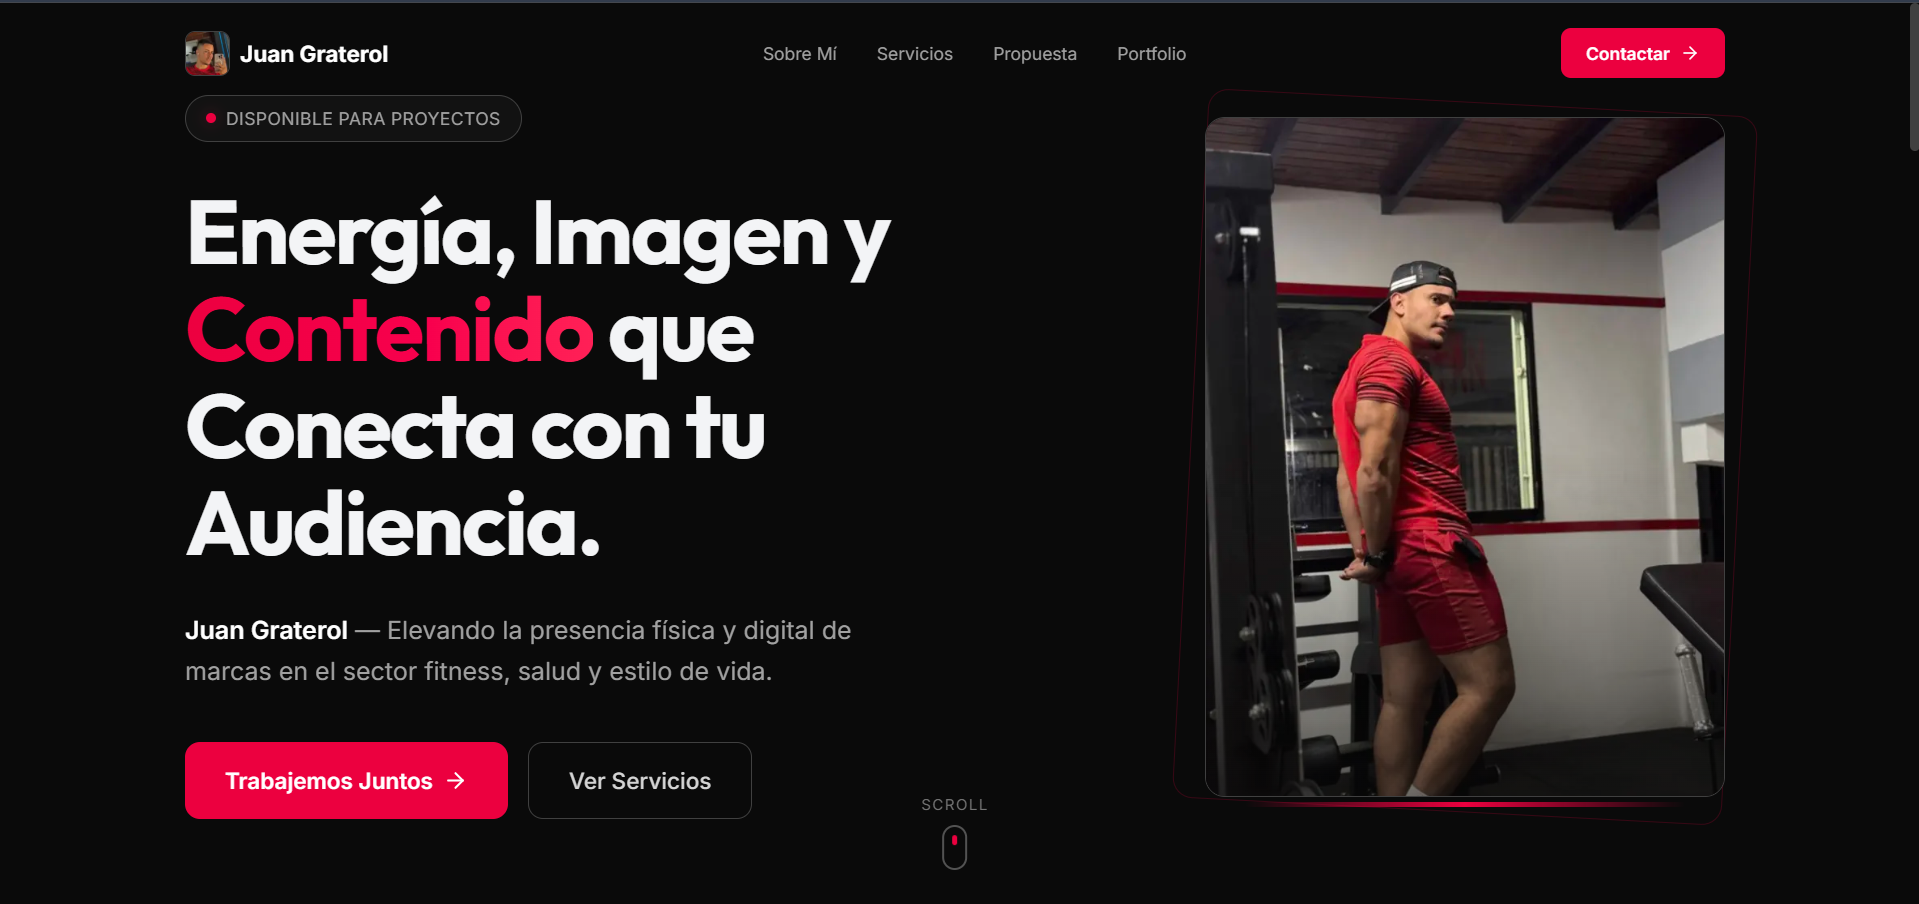 Juan Graterol
Sobre Mí
Servicios
Propuesta
Portfolio
Contactar →
DISPONIBLE PARA PROYECTOS
Energía, Imagen y
Contenido que
Conecta con tu
Audiencia.
Juan Graterol — Elevando la presencia física y digital de
marcas en el sector fitness, salud y estilo de vida.
Trabajemos Juntos →
Ver Servicios
SCROLL